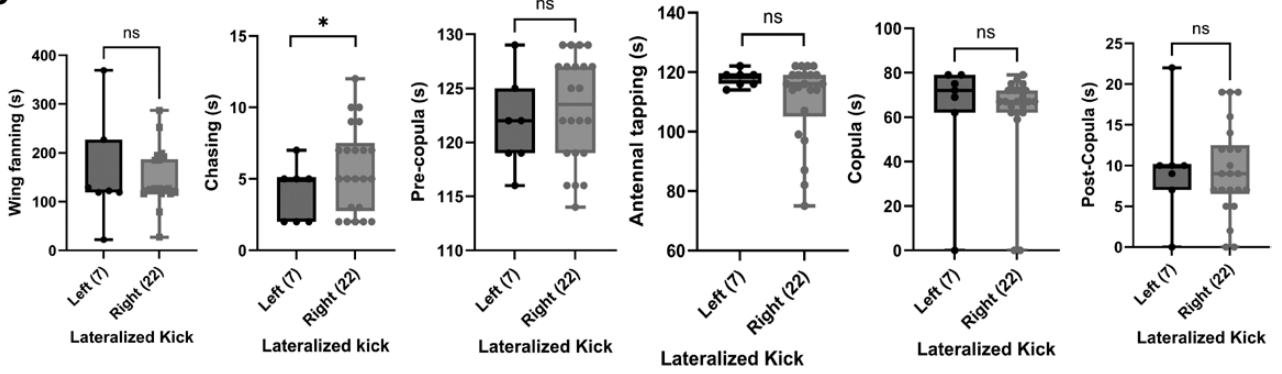 ns
Wing fanning (s)
400
300
200
100
0
Left (7)
Right (22)
Lateralized Kick
*
Chasing (s)
15
10
5
0
Left (7)
Right (22)
Lateralized kick
ns
Pre-copula (s)
130
125
120
115
110
Left (7)
Right (22)
Lateralized Kick
ns
Antennal tapping (s)
140
120
100
80
60
Left (7)
Right (22)
Lateralized Kick
ns
Copula (s)
100
80
60
40
20
0
Left (7)
Right (22)
Lateralized Kick
ns
Post-Copula (s)
25
20
15
10
5
0
Left (7)
Right (22)
Lateralized Kick